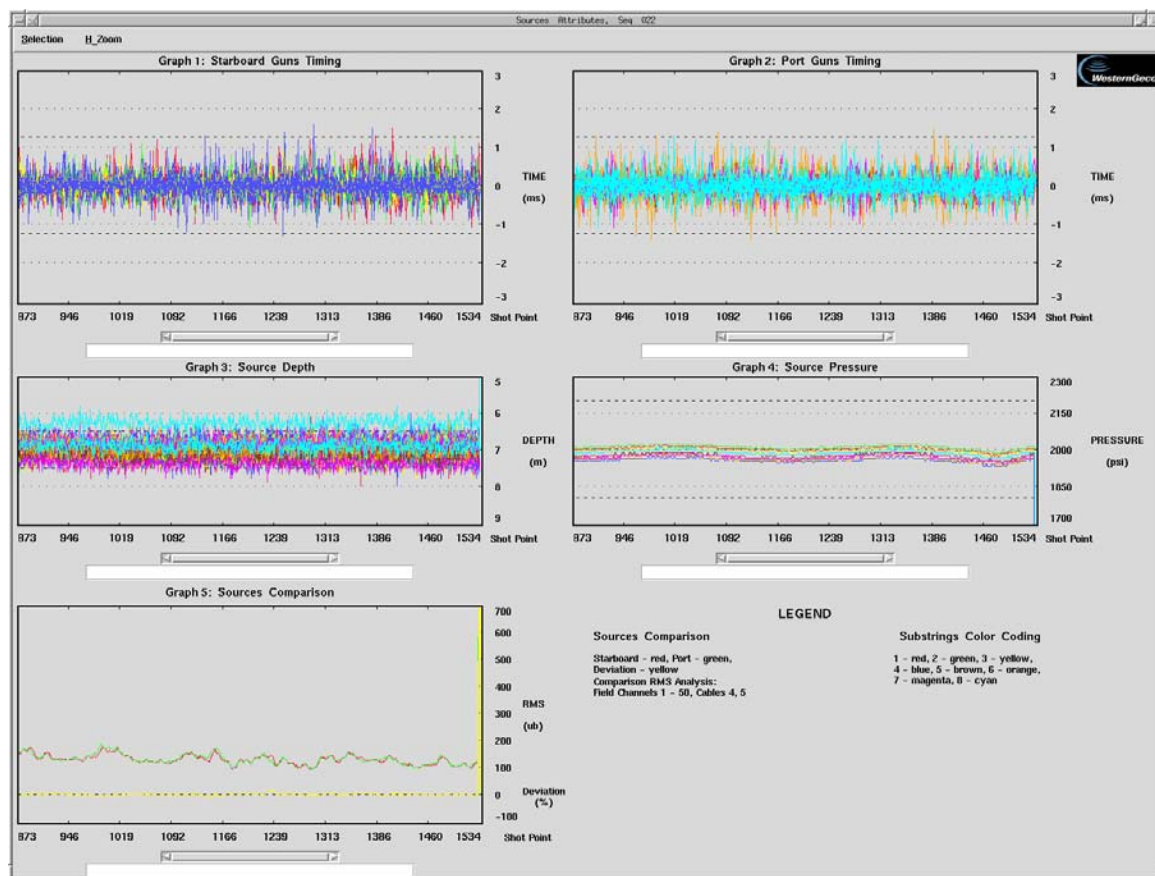 Sources Attributes, Seq 022
Selection H_Zoom
Graph 1: Starboard Guns Timing
3
2
1
0
-1
-2
-3
TIME
(ms)
873 946 1019 1092 1166 1239 1313 1386 1460 1534 Shot Point
Graph 2: Port Guns Timing
3
2
1
0
-1
-2
-3
TIME
(ms)
873 946 1019 1092 1166 1239 1313 1386 1460 1534 Shot Point
WesternGeco
Graph 3: Source Depth
5
6
7
8
9
DEPTH
(m)
873 946 1019 1092 1166 1239 1313 1386 1460 1534 Shot Point
Graph 4: Source Pressure
2300
2150
2000
1850
1700
PRESSURE
(psi)
873 946 1019 1092 1166 1239 1313 1386 1460 1534 Shot Point
Graph 5: Sources Comparison
700
600
500
400
300
200
100
0
-100
RMS
(ub)
Deviation
(%)
873 946 1019 1092 1166 1239 1313 1386 1460 1534 Shot Point
LEGEND
Sources Comparison
Starboard - red, Port - green,
Deviation - yellow
Comparison RMS Analysis:
Field Channels 1 - 50, Cables 4, 5
Substrings Color Coding
1 - red, 2 - green, 3 - yellow,
4 - blue, 5 - brown, 6 - orange,
7 - magenta, 8 - cyan